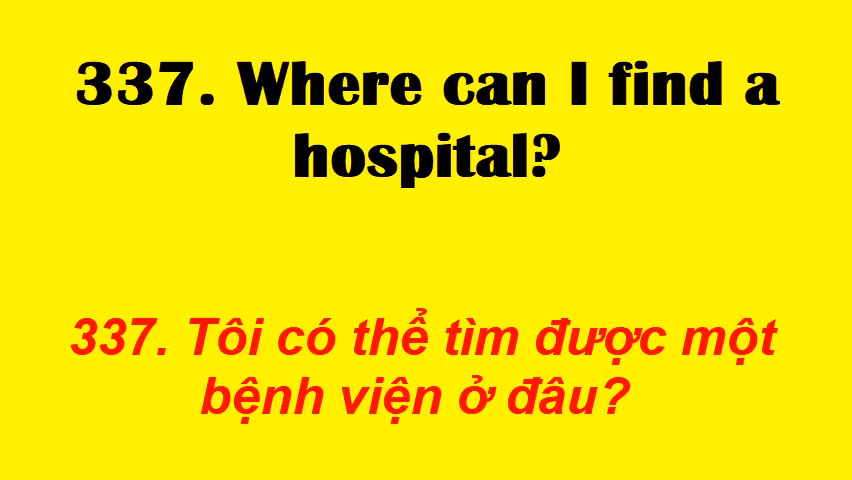 337. Where can I find a
hospital?
337. Tôi có thể tìm được một
bệnh viện ở đâu?